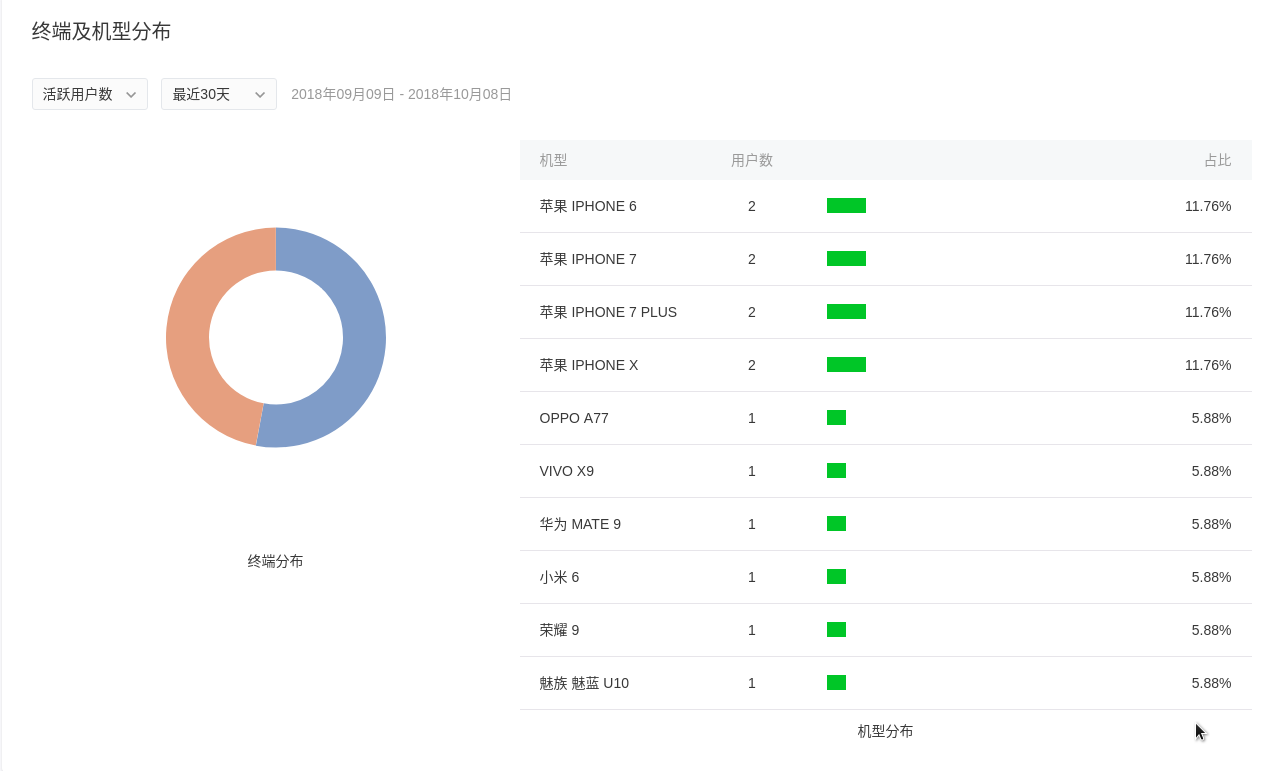 终端及机型分布
活跃用户数 最近30天 2018年09月09日 - 2018年10月08日
机型 用户数 占比
苹果 IPHONE 6 2 11.76%
苹果 IPHONE 7 2 11.76%
苹果 IPHONE 7 PLUS 2 11.76%
苹果 IPHONE X 2 11.76%
OPPO A77 1 5.88%
VIVO X9 1 5.88%
华为 MATE 9 1 5.88%
小米 6 1 5.88%
荣耀 9 1 5.88%
魅族 魅蓝 U10 1 5.88%
终端分布
机型分布